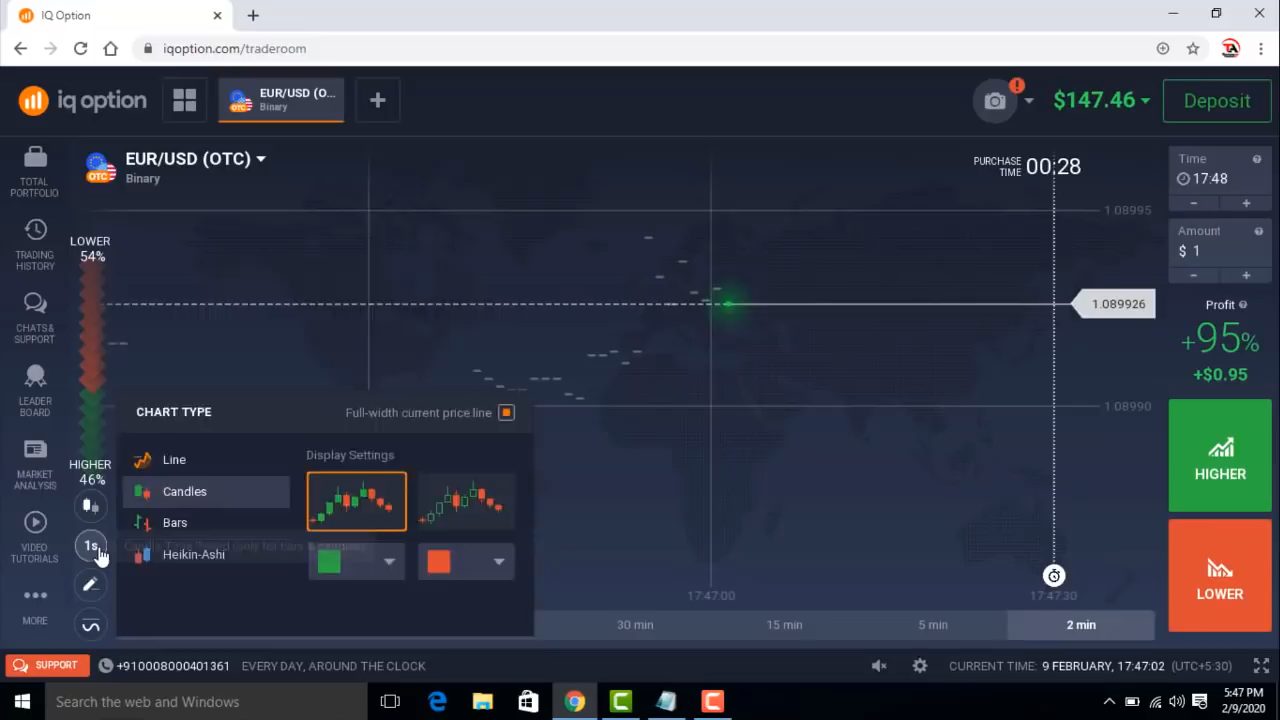 IQ Option
iqoption.com/traderoom
iq option
EUR/USD (O...
Binary
OTC
$147.46
Deposit
EUR/USD (OTC)
Binary
OTC
PURCHASE TIME 00:28
Time
17:48
Amount
$ 1
Profit
+95%
+$0.95
HIGHER
LOWER
TOTAL PORTFOLIO
TRADING HISTORY
CHATS & SUPPORT
LEADER BOARD
MARKET ANALYSIS
VIDEO TUTORIALS
MORE
LOWER
54%
HIGHER
46%
1s
1.08995
1.089926
1.08990
CHART TYPE
Full-width current price line
Line
Candles
Bars
Heikin-Ashi
Display Settings
17:47:00
17:47:30
30 min
15 min
5 min
2 min
SUPPORT
+910008000401361
EVERY DAY, AROUND THE CLOCK
CURRENT TIME: 9 FEBRUARY, 17:47:02 (UTC+5:30)
Search the web and Windows
5:47 PM
2/9/2020